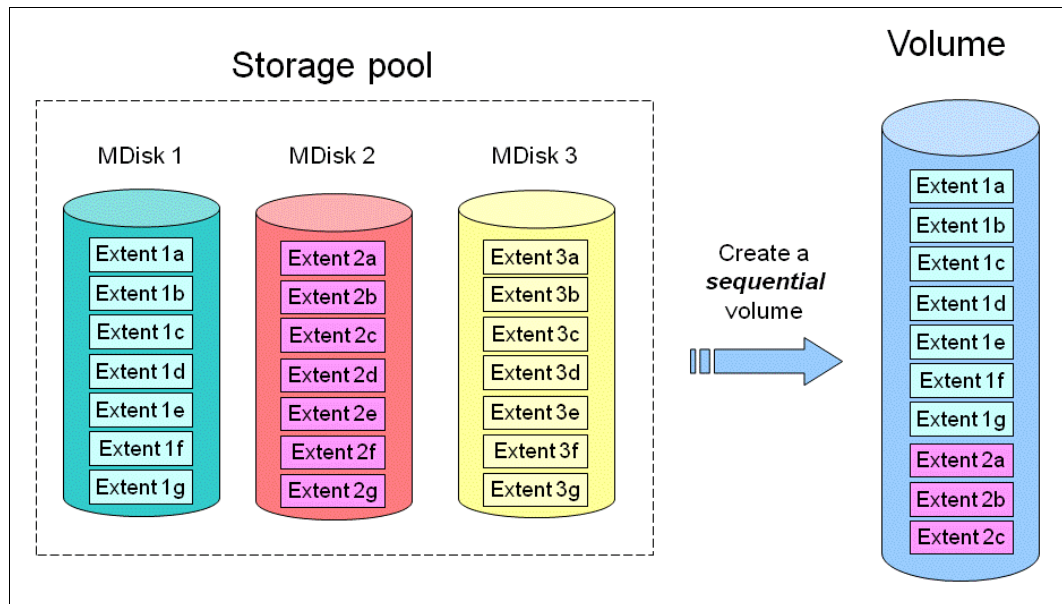 Storage pool
MDisk 1
Extent 1a
Extent 1b
Extent 1c
Extent 1d
Extent 1e
Extent 1f
Extent 1g
MDisk 2
Extent 2a
Extent 2b
Extent 2c
Extent 2d
Extent 2e
Extent 2f
Extent 2g
MDisk 3
Extent 3a
Extent 3b
Extent 3c
Extent 3d
Extent 3e
Extent 3f
Extent 3g
Create a
sequential
volume
Volume
Extent 1a
Extent 1b
Extent 1c
Extent 1d
Extent 1e
Extent 1f
Extent 1g
Extent 2a
Extent 2b
Extent 2c